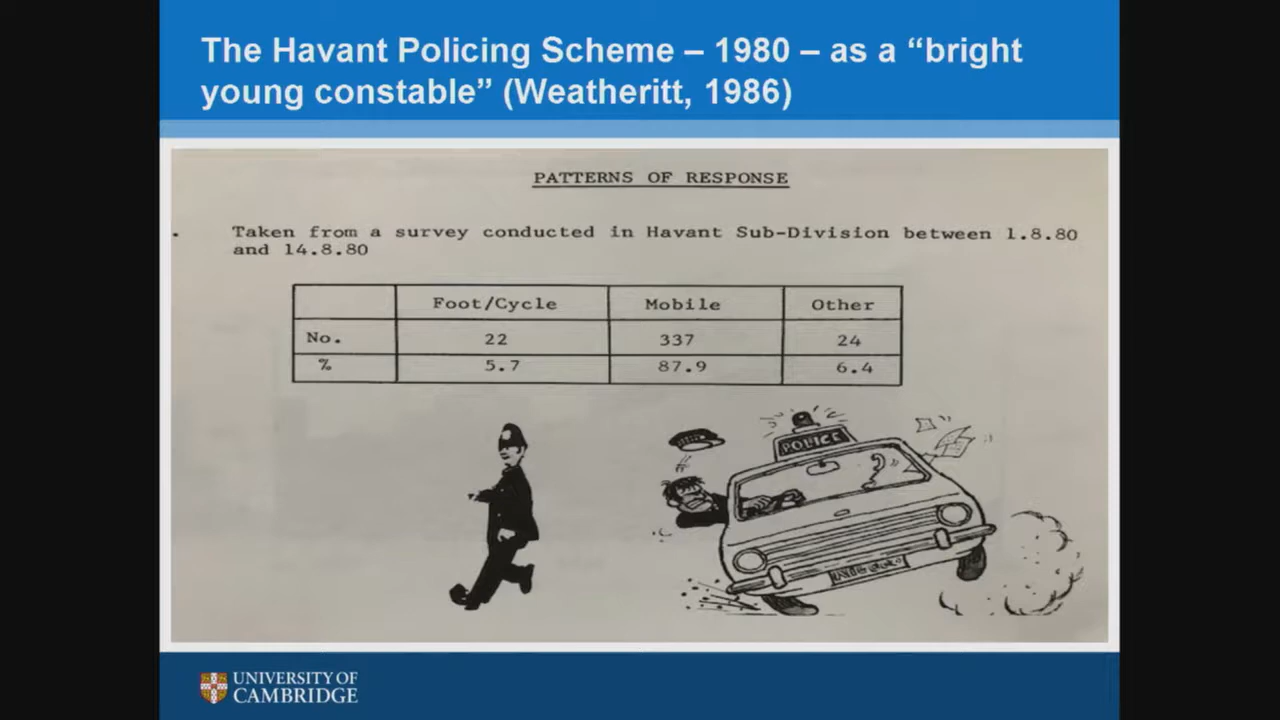 The Havant Policing Scheme – 1980 – as a “bright
young constable” (Weatheritt, 1986)
PATTERNS OF RESPONSE
Taken from a survey conducted in Havant Sub-Division between 1.8.80
and 14.8.80
Foot/Cycle Mobile Other
No. 22 337 24
% 5.7 87.9 6.4
POLICE
UNIVERSITY OF
CAMBRIDGE